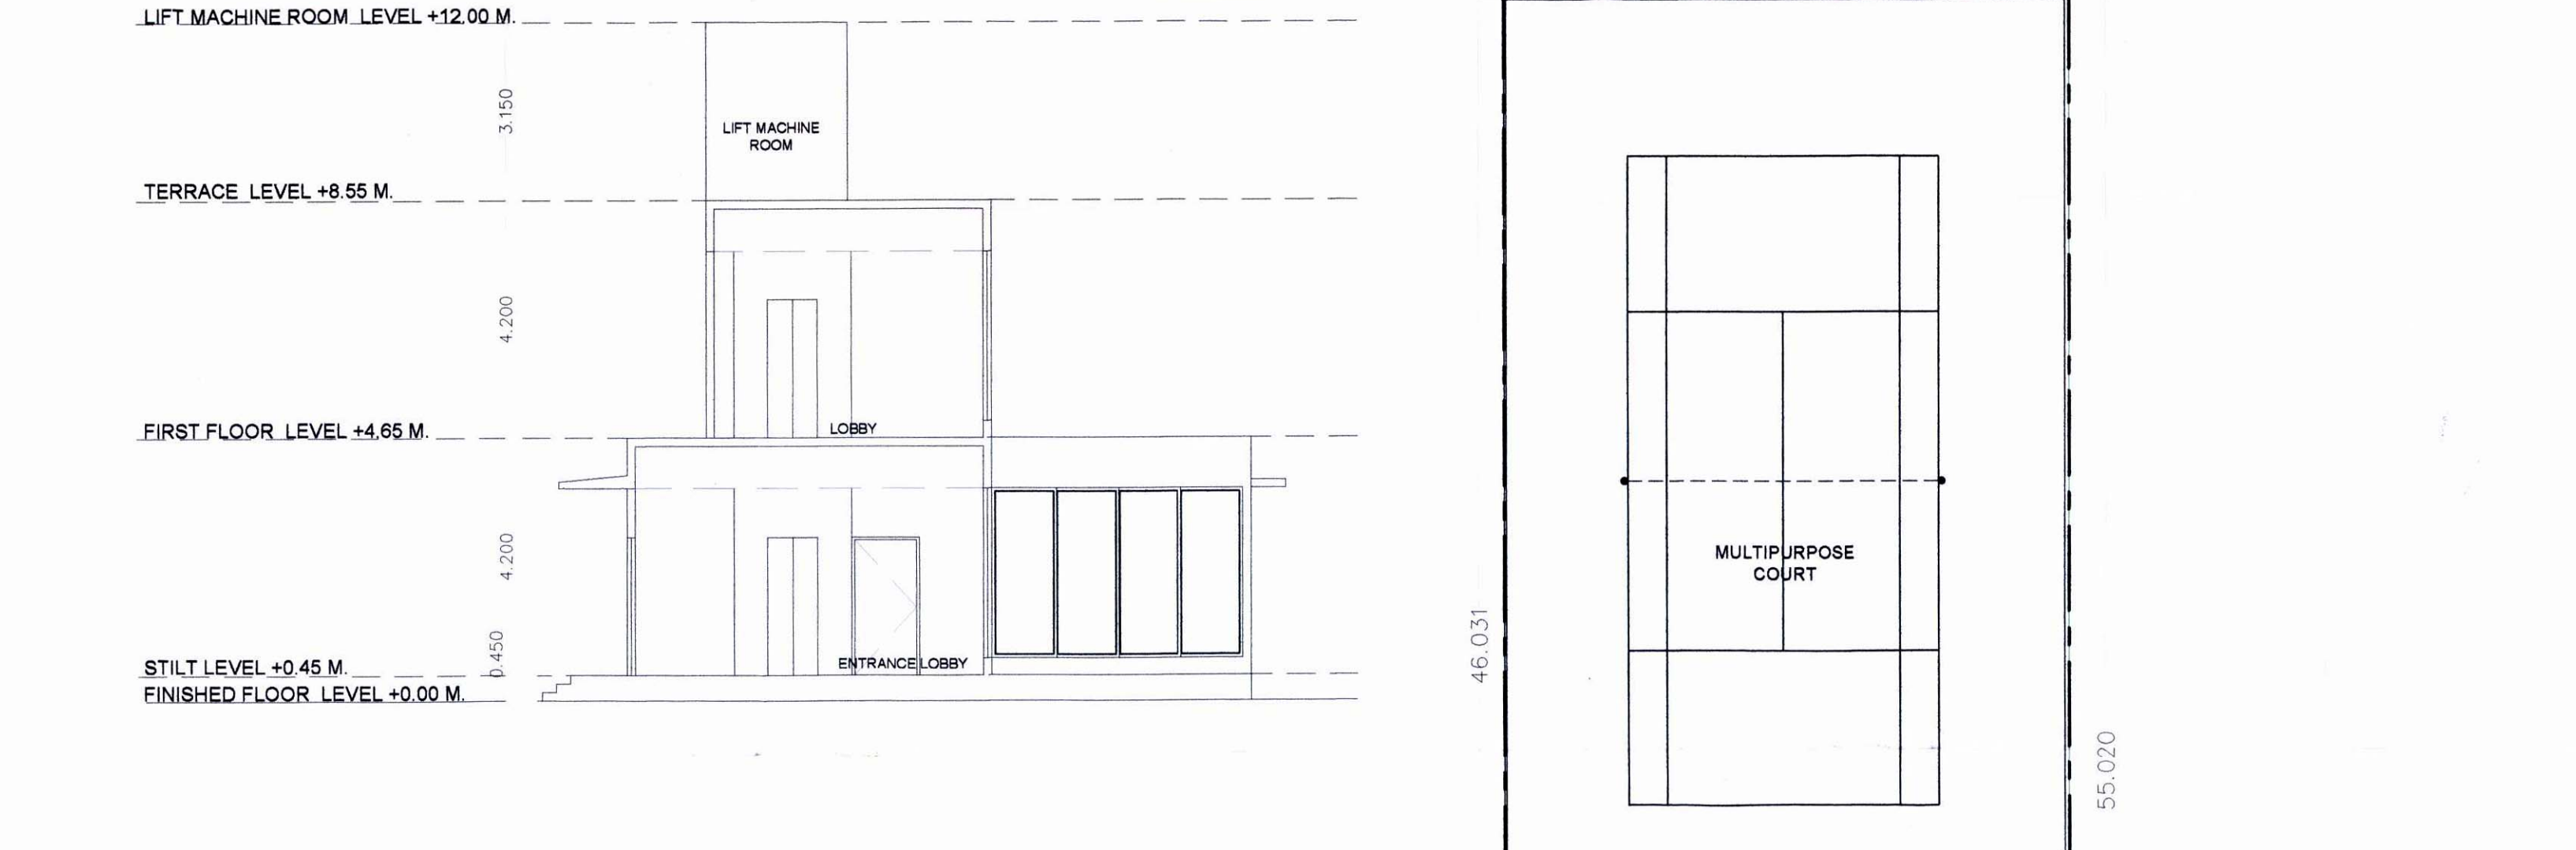 LIFT MACHINE ROOM LEVEL +12.00 M.
3.150
LIFT MACHINE
ROOM
TERRACE LEVEL +8.55 M.
4.200
FIRST FLOOR LEVEL +4.65 M.
LOBBY
4.200
0.450
ENTRANCE LOBBY
STILT LEVEL +0.45 M.
FINISHED FLOOR LEVEL +0.00 M.
46.031
MULTIPURPOSE
COURT
55.020